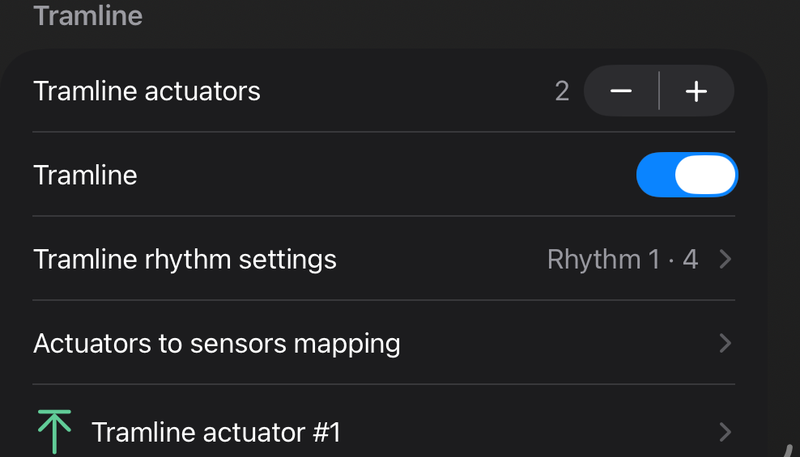 Tramline
Tramline actuators 2
Tramline
Tramline rhythm settings Rhythm 1 · 4
Actuators to sensors mapping
Tramline actuator #1